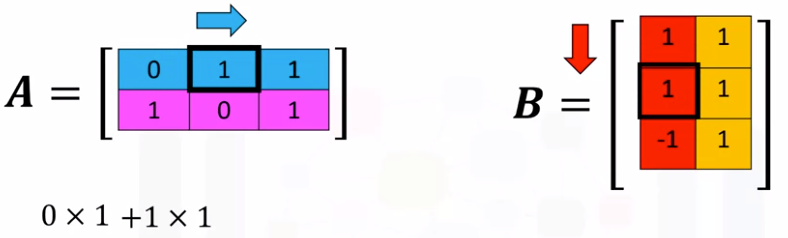 A = [ 0 1 1
1 0 1 ]
B = [ 1 1
1 1
-1 1 ]
0 × 1 +1 × 1